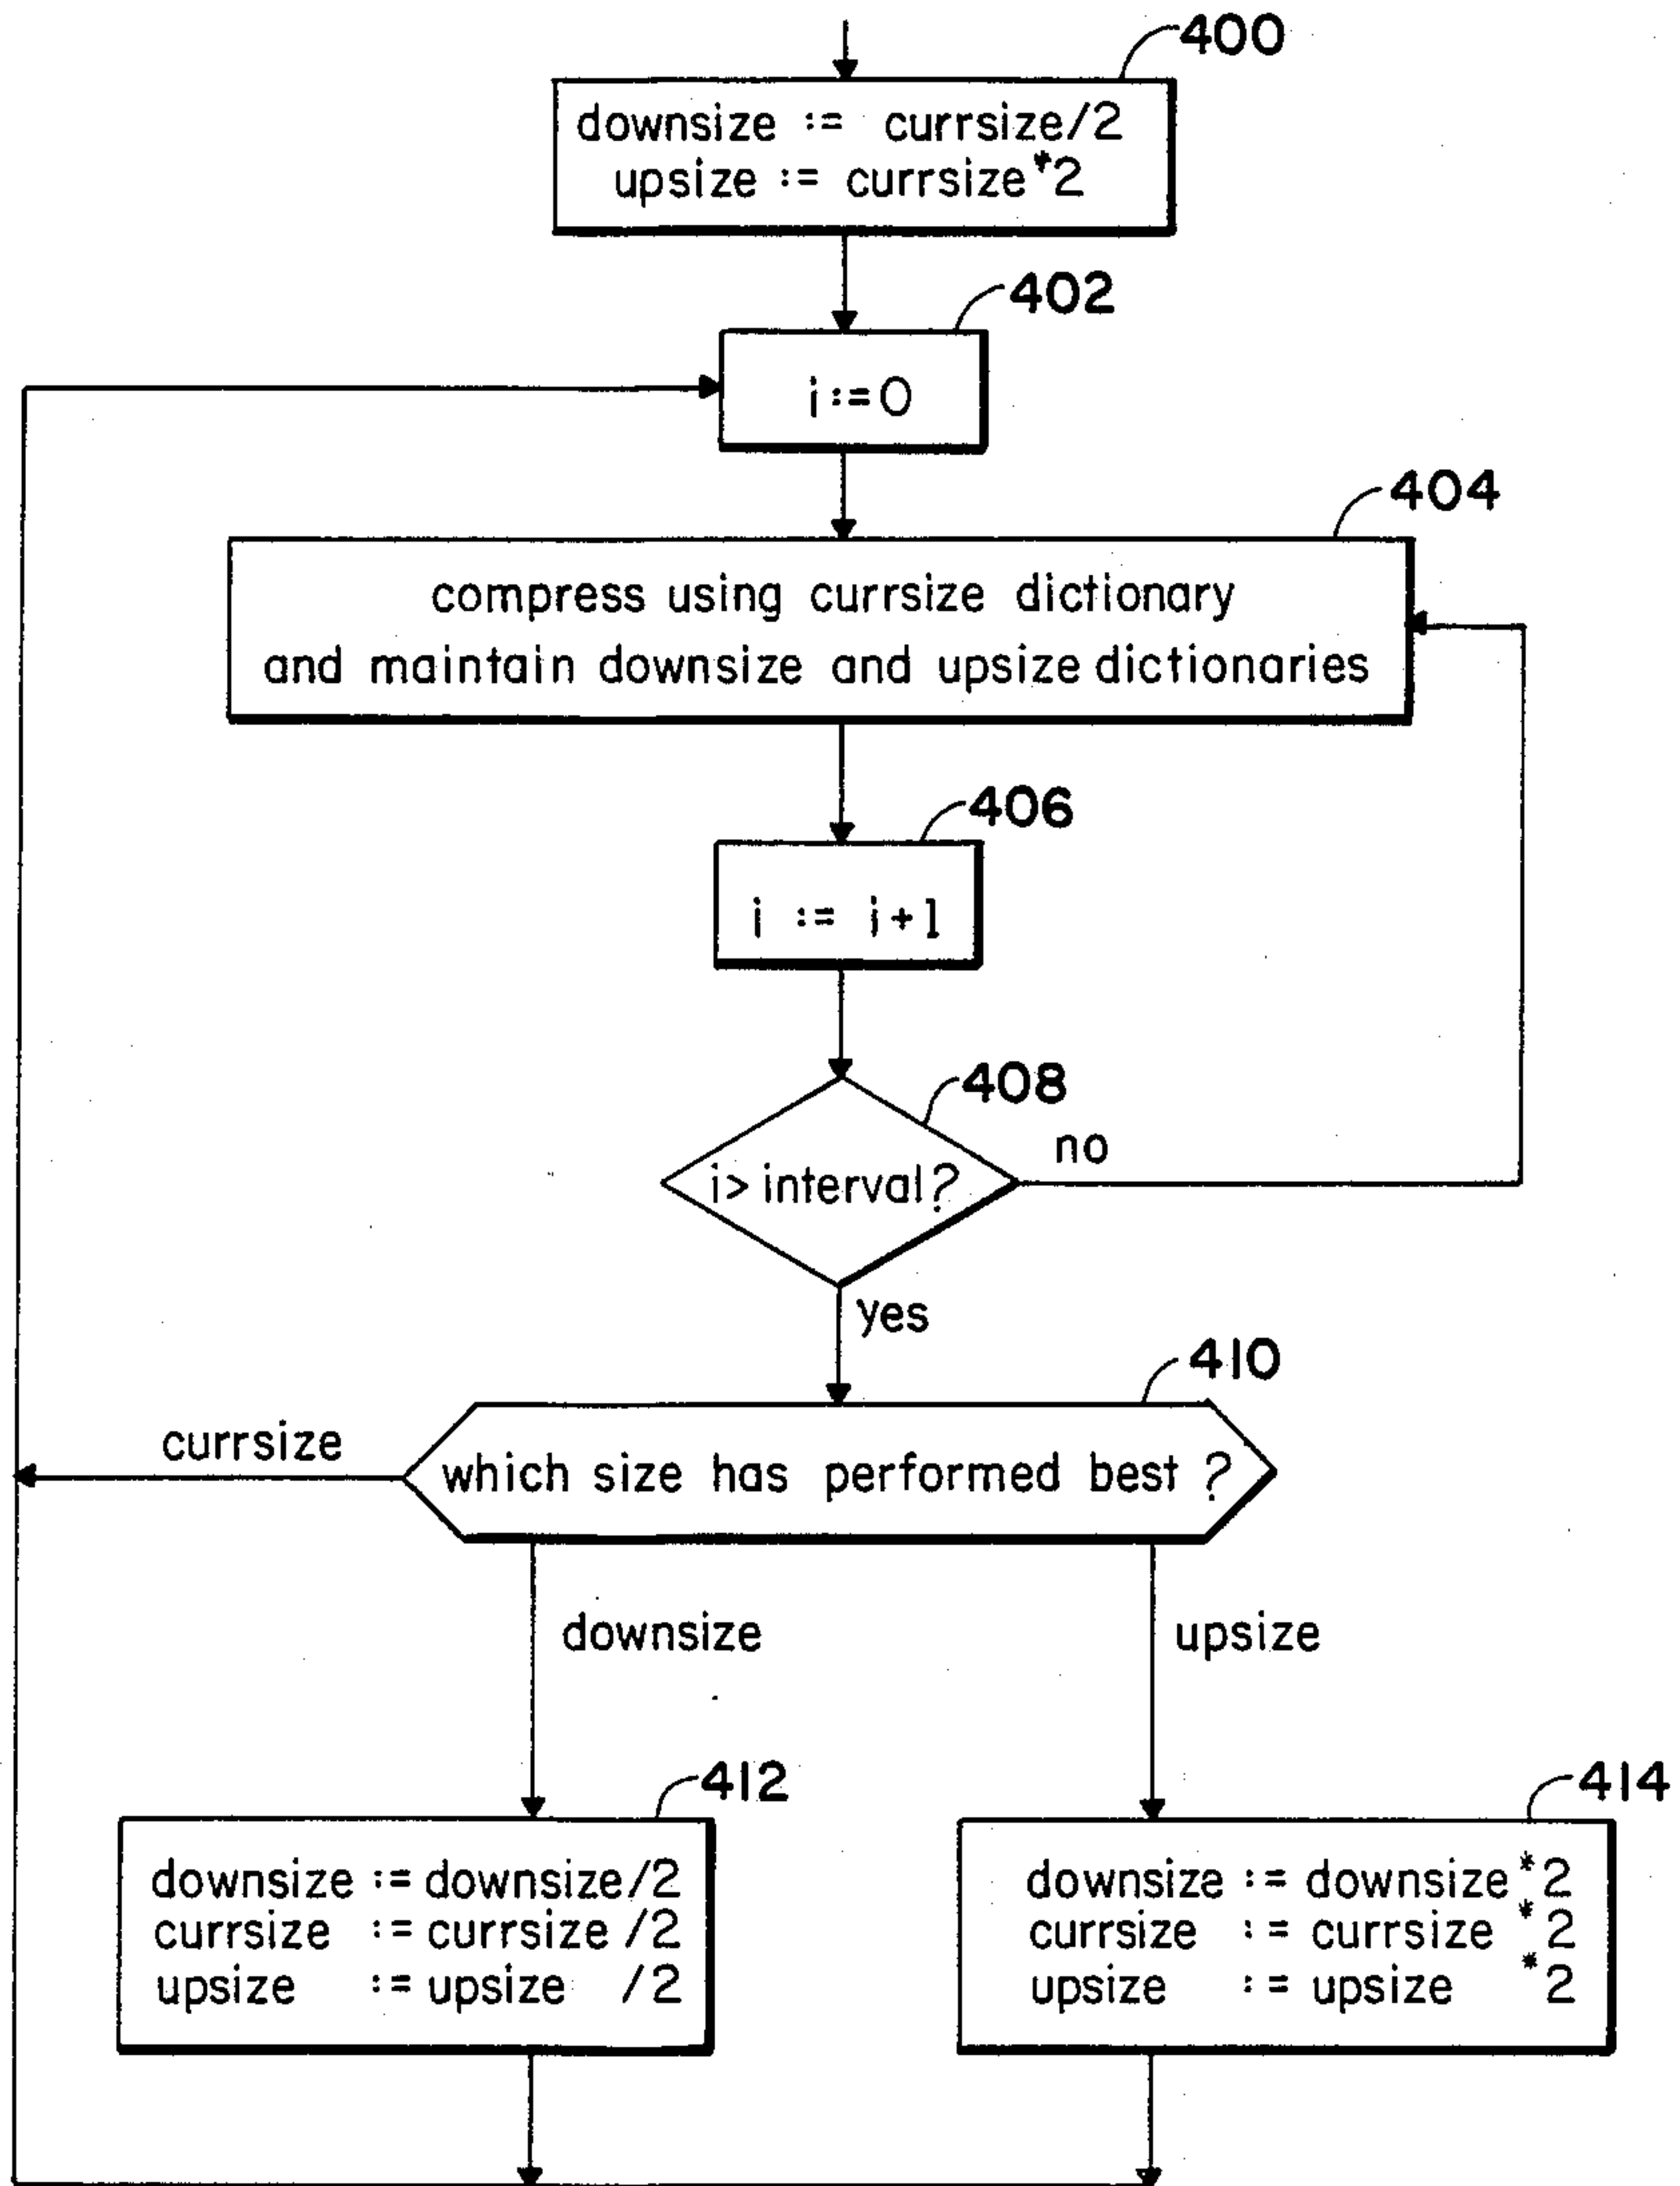 400
downsize := currsize/2
upsize := currsize*2
402
i:=0
404
compress using currsize dictionary
and maintain downsize and upsize dictionaries
406
i := i+1
408
i> interval?
no
yes
410
currsize
which size has performed best ?
downsize
upsize
412
downsize := downsize/2
currsize := currsize /2
upsize := upsize /2
414
downsize := downsize*2
currsize := currsize *2
upsize := upsize *2